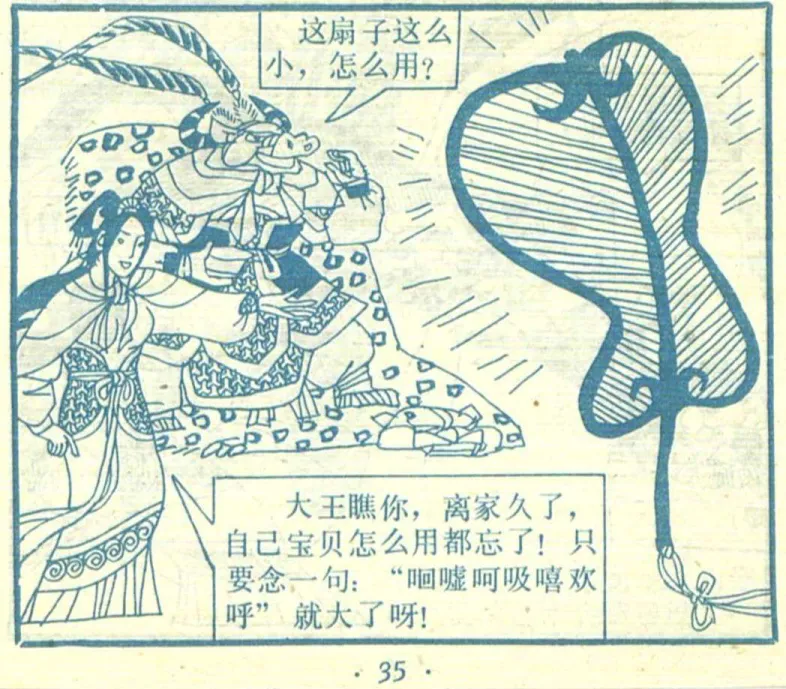 这扇子这么
小，怎么用？
大王瞧你，离家久了，
自己宝贝怎么用都忘了！只
要念一句：“啯嘘呵吸嘻欢
呼”就大了呀！
· 35 ·